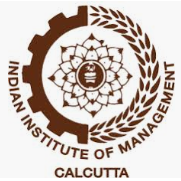 INDIAN INSTITUTE OF MANAGEMENT
CALCUTTA